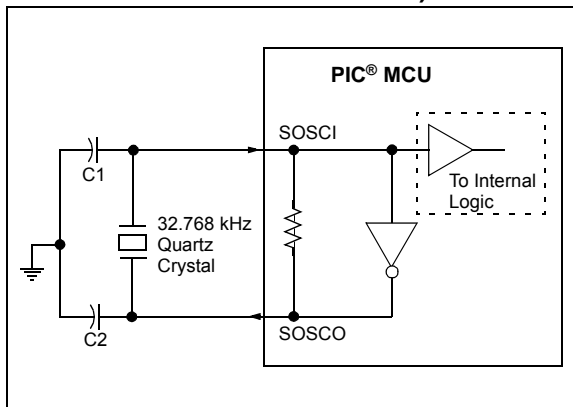 PIC® MCU
SOSCI
C1
To Internal
Logic
32.768 kHz
Quartz
Crystal
SOSCO
C2